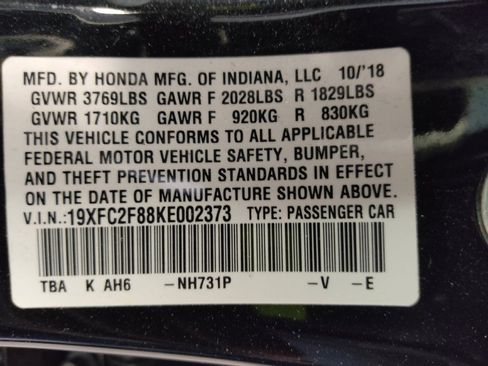 MFD. BY HONDA MFG. OF INDIANA, LLC 10/'18
GVWR 3769LBS GAWR F 2028LBS R 1829LBS
GVWR 1710KG GAWR F 920KG R 830KG
THIS VEHICLE CONFORMS TO ALL APPLICABLE
FEDERAL MOTOR VEHICLE SAFETY, BUMPER,
AND THEFT PREVENTION STANDARDS IN EFFECT
ON THE DATE OF MANUFACTURE SHOWN ABOVE.
V.I.N.:19XFC2F88KE002373 TYPE: PASSENGER CAR
TBA K AH6 –NH731P –V –E